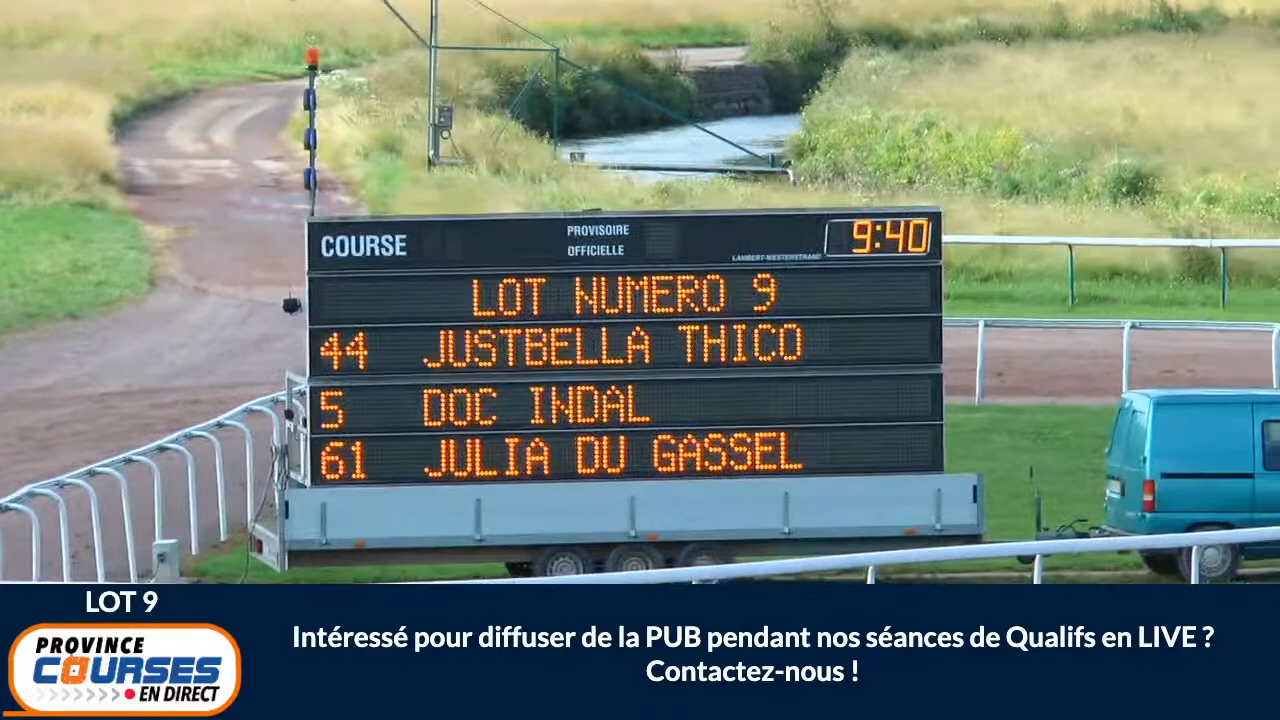 COURSE
PROVISOIRE
OFFICIELLE
LAMBERT-WESTERSTRAND
9:40
LOT NUMERO 9
44 JUSTBELLA THICO
5 DOC INDAL
61 JULIA DU GASSEL
LOT 9
PROVINCE
COURSES
EN DIRECT
Intéressé pour diffuser de la PUB pendant nos séances de Qualifs en LIVE ?
Contactez-nous !